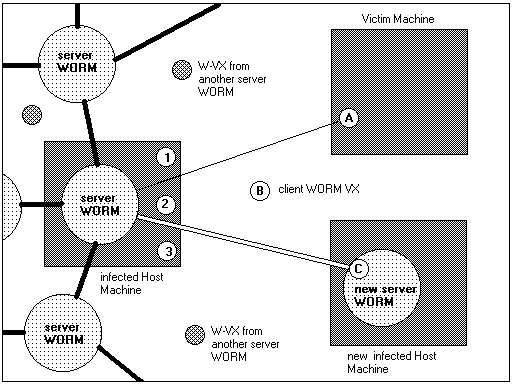 Victim Machine
server
WORM
W-VX from
another server
WORM
A
1
B
client WORM VX
server
WORM
2
3
C
infected Host
Machine
new server
WORM
server
WORM
W-VX from
another server
WORM
new infected Host
Machine